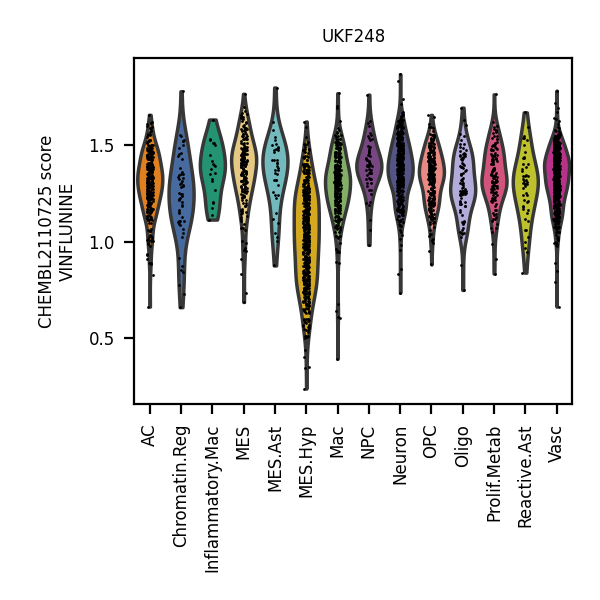 UKF248
CHEMBL2110725 score
VINFLUNINE
1.5
1.0
0.5
AC
Chromatin.Reg
Inflammatory.Mac
MES
MES.Ast
MES.Hyp
Mac
NPC
Neuron
OPC
Oligo
Prolif.Metab
Reactive.Ast
Vasc